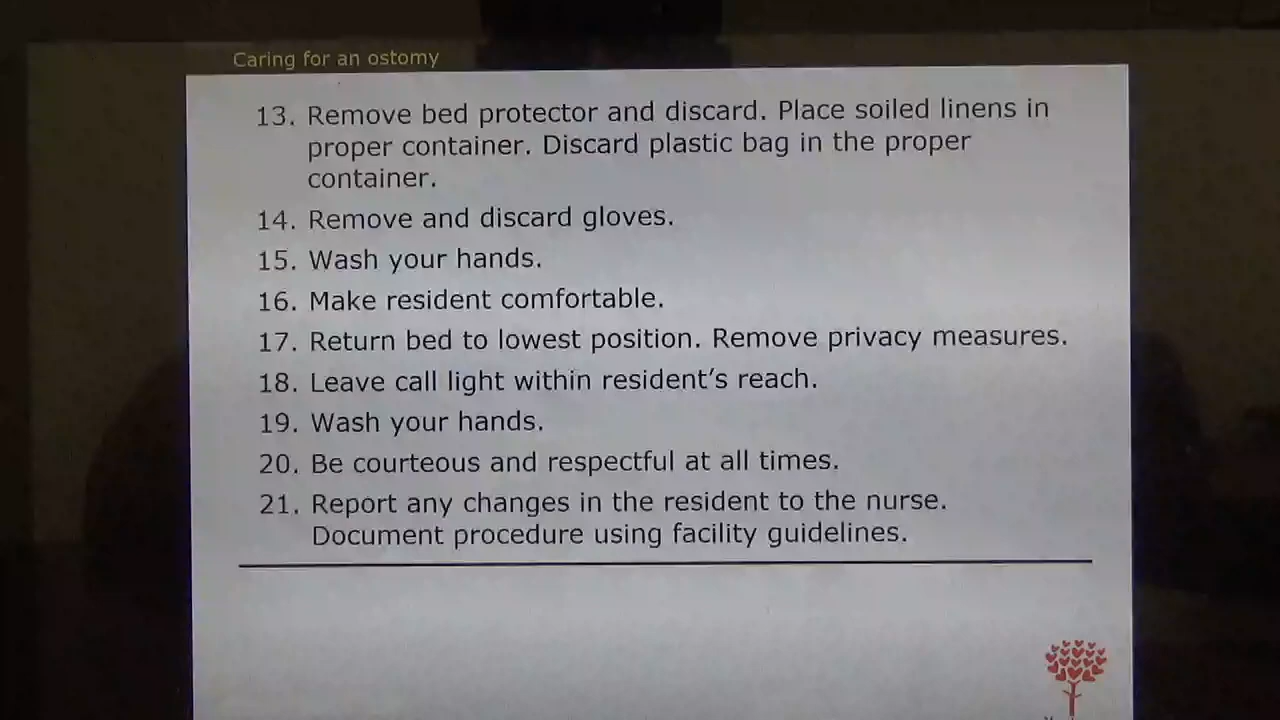 Caring for an ostomy
13. Remove bed protector and discard. Place soiled linens in
proper container. Discard plastic bag in the proper
container.
14. Remove and discard gloves.
15. Wash your hands.
16. Make resident comfortable.
17. Return bed to lowest position. Remove privacy measures.
18. Leave call light within resident’s reach.
19. Wash your hands.
20. Be courteous and respectful at all times.
21. Report any changes in the resident to the nurse.
Document procedure using facility guidelines.